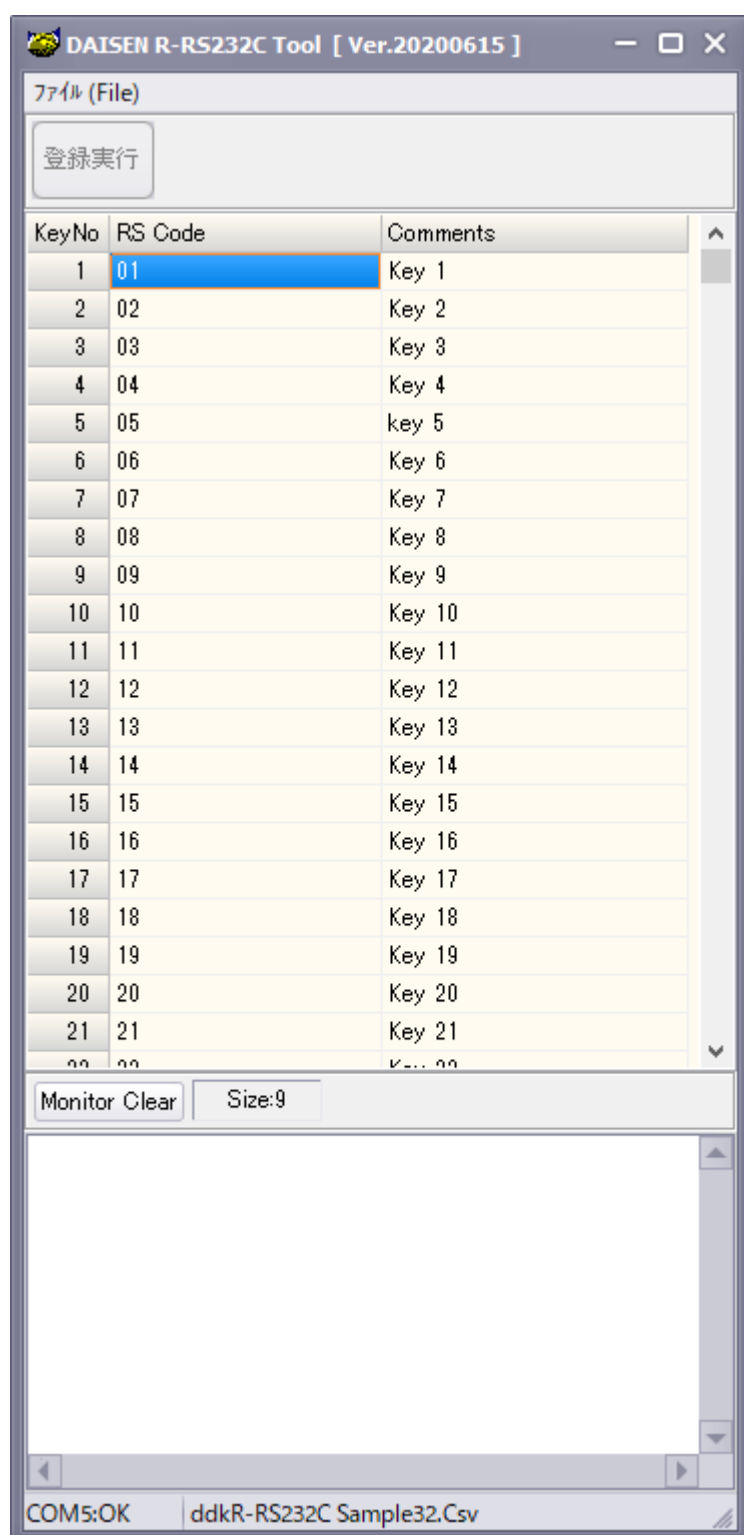 DAISEN R-RS232C Tool [ Ver.20200615 ]
ﾌｧｲﾙ (File)
登録実行
KeyNo RS Code Comments
1 01 Key 1
2 02 Key 2
3 03 Key 3
4 04 Key 4
5 05 key 5
6 06 Key 6
7 07 Key 7
8 08 Key 8
9 09 Key 9
10 10 Key 10
11 11 Key 11
12 12 Key 12
13 13 Key 13
14 14 Key 14
15 15 Key 15
16 16 Key 16
17 17 Key 17
18 18 Key 18
19 19 Key 19
20 20 Key 20
21 21 Key 21
Monitor Clear Size:9
COM5:OK ddkR-RS232C Sample32.Csv